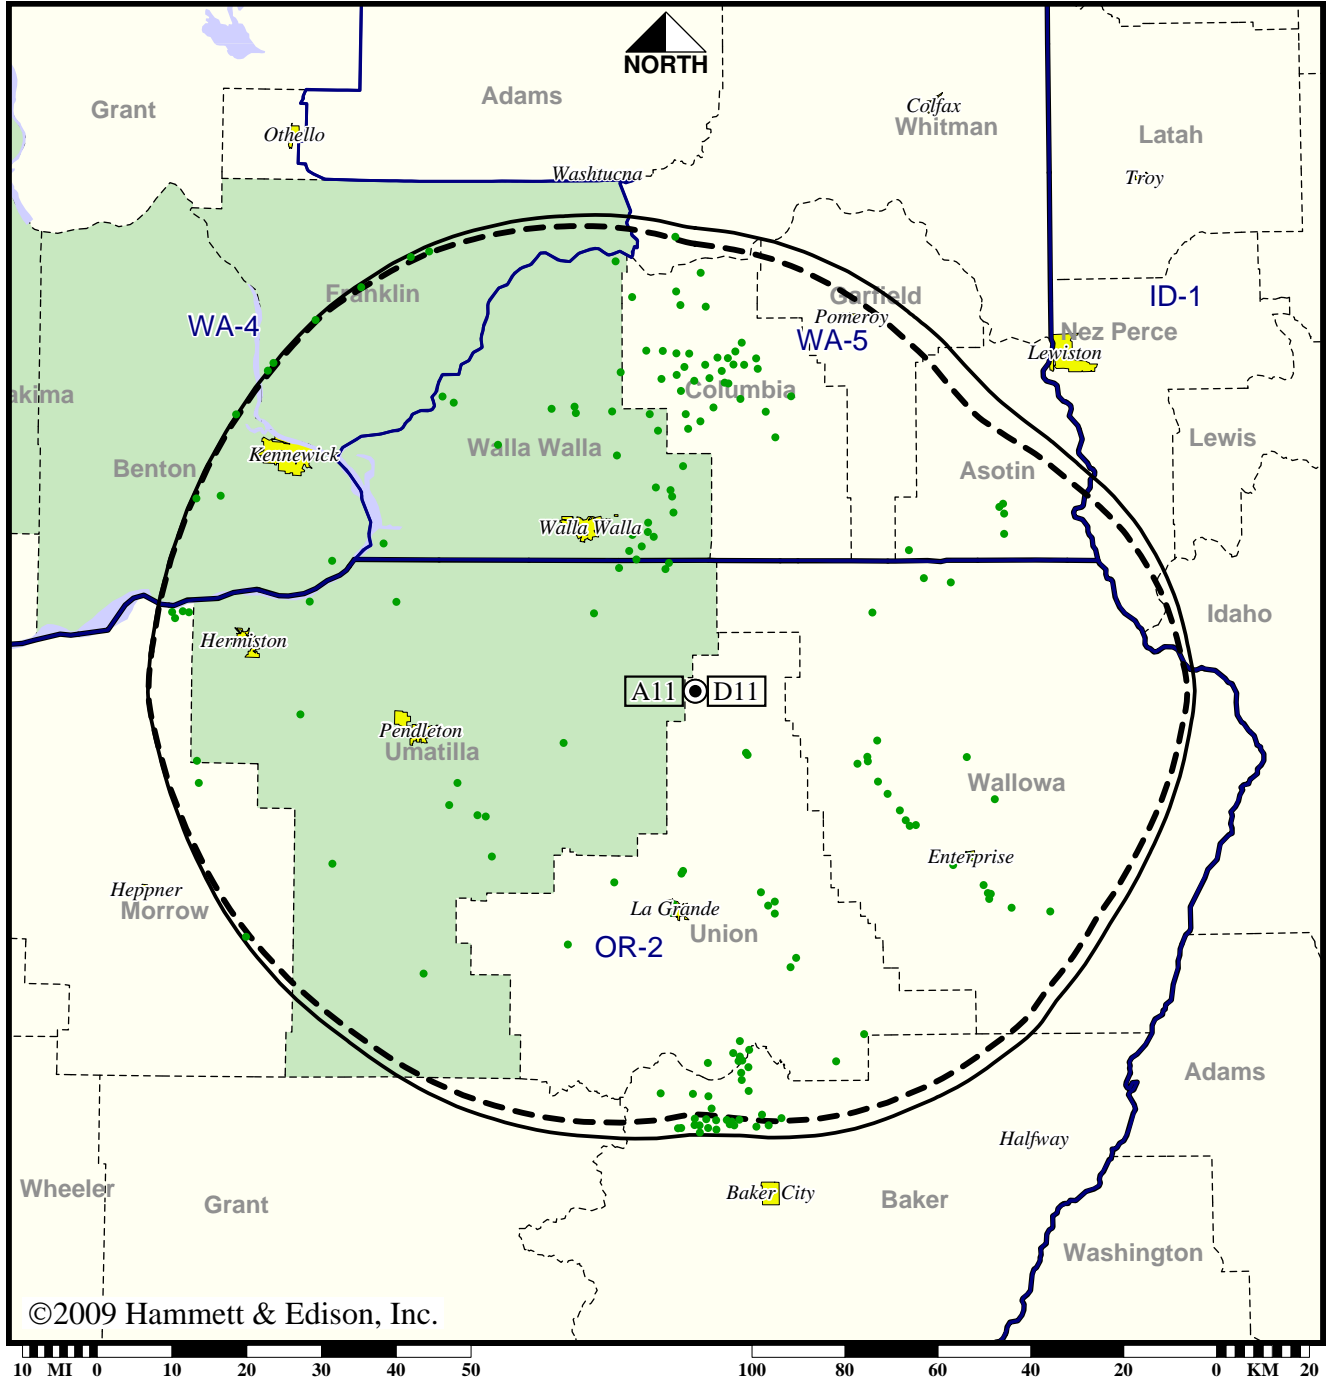 NORTH
Grant
Adams
Colfax
Whitman
Latah
Othello
Washtucna
Troy
Franklin
Garfield
ID-1
WA-4
Pomeroy
WA-5
Nez Perce
Lewiston
akima
Columbia
Walla Walla
Lewis
Kennewick
Benton
Asotin
Walla Walla
Idaho
Hermiston
A11
D11
Pendleton
Umatilla
Wallowa
Enterprise
Heppner
Morrow
La Grande
Union
OR-2
Adams
Halfway
Wheeler
Grant
Baker City
Baker
Washington
©2009 Hammett & Edison, Inc.
10 MI 0 10 20 30 40 50
100 80 60 40 20 0 KM 20